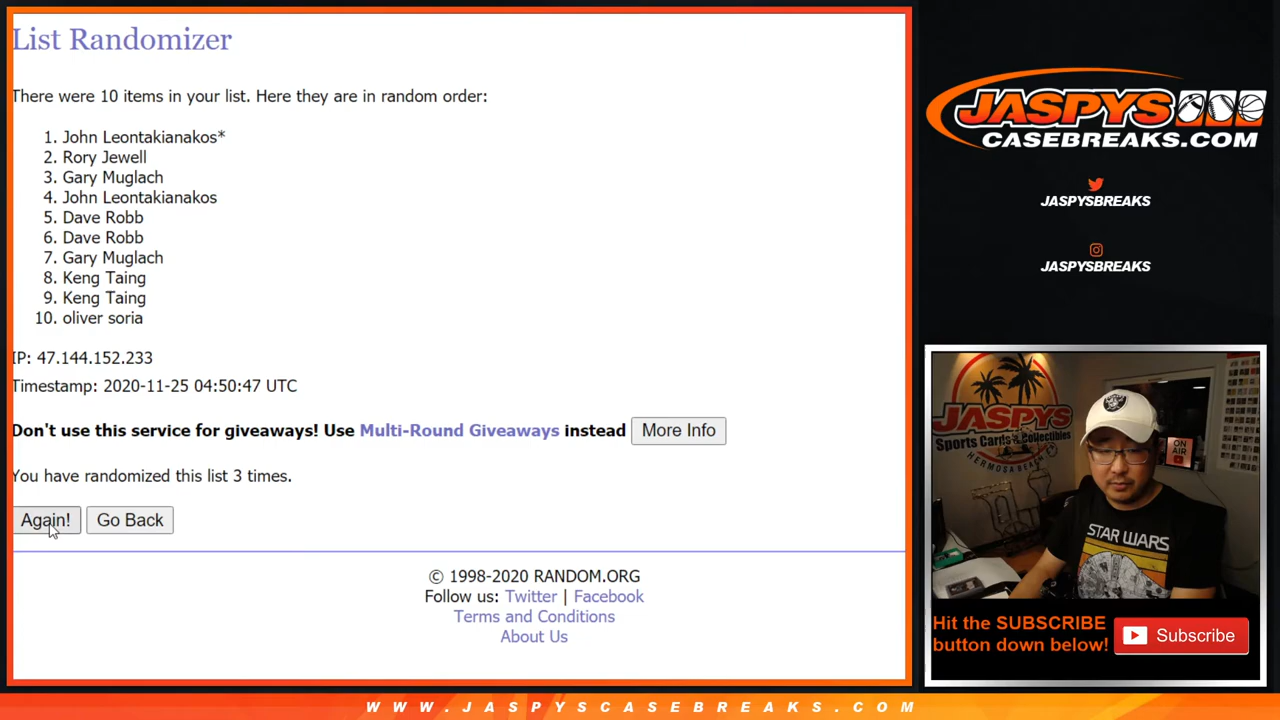 List Randomizer
There were 10 items in your list. Here they are in random order:
1. John Leontakianakos*
2. Rory Jewell
3. Gary Muglach
4. John Leontakianakos
5. Dave Robb
6. Dave Robb
7. Gary Muglach
8. Keng Taing
9. Keng Taing
10. oliver soria
IP: 47.144.152.233
Timestamp: 2020-11-25 04:50:47 UTC
Don't use this service for giveaways! Use Multi-Round Giveaways instead More Info
You have randomized this list 3 times.
Again! Go Back
© 1998-2020 RANDOM.ORG
Follow us: Twitter | Facebook
Terms and Conditions
About Us
JASPYS
CASEBREAKS.COM
JASPYSBREAKS
JASPYSBREAKS
JASPYS
Sports Cards & Collectibles
HERMOSA BEACH, CA
ON AIR
STAR WARS
Hit the SUBSCRIBE
button down below!
Subscribe
WWW.JASPYSCASEBREAKS.COM